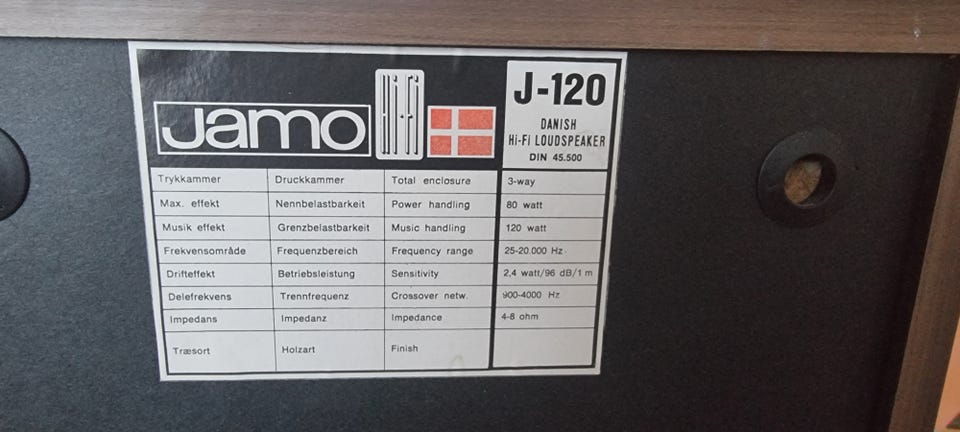 Jamo Hi-Fi
J-120
DANISH
Hi-Fi LOUDSPEAKER
DIN 45.500
Trykkammer Druckkammer Total enclosure 3-way
Max. effekt Nennbelastbarkeit Power handling 80 watt
Musik effekt Grenzbelastbarkeit Music handling 120 watt
Frekvensområde Frequenzbereich Frequency range 25-20.000 Hz
Drifteffekt Betriebsleistung Sensitivity 2,4 watt/96 dB/1 m
Delefrekvens Trennfrequenz Crossover netw. 900-4000 Hz
Impedans Impedanz Impedance 4-8 ohm
Træsort Holzart Finish